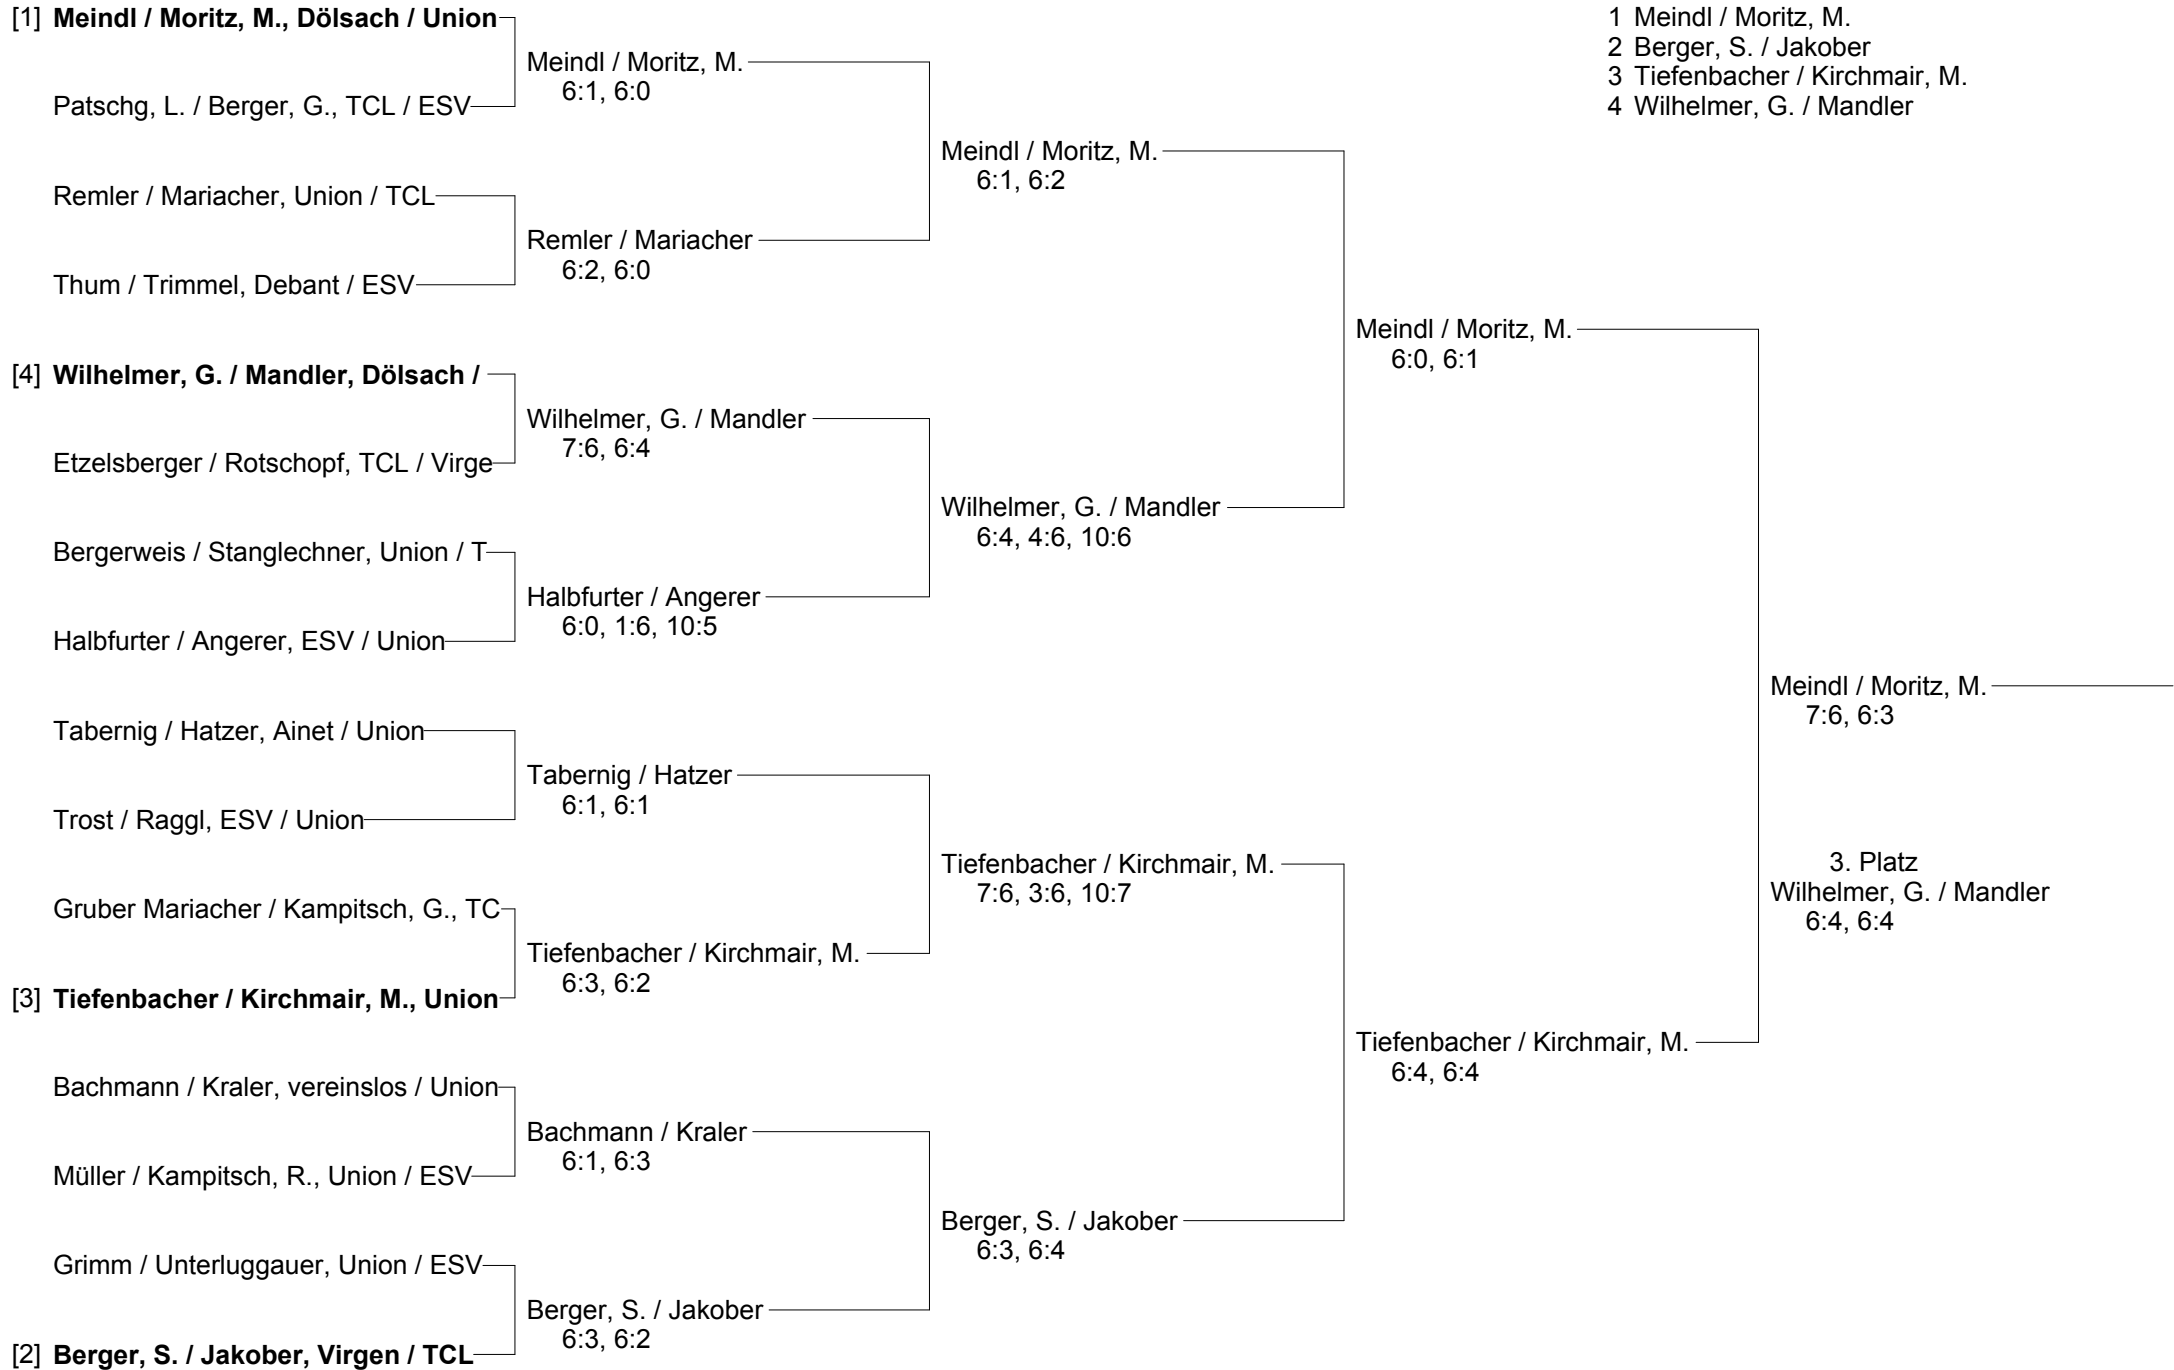 [1] Meindl / Moritz, M., Dölsach / Union
Patschg, L. / Berger, G., TCL / ESV
Remler / Mariacher, Union / TCL
Thum / Trimmel, Debant / ESV
[4] Wilhelmer, G. / Mandler, Dölsach /
Etzelsberger / Rotschopf, TCL / Virge
Bergerweis / Stanglechner, Union / T
Halbfurter / Angerer, ESV / Union
Tabernig / Hatzer, Ainet / Union
Trost / Raggl, ESV / Union
Gruber Mariacher / Kampitsch, G., TC
[3] Tiefenbacher / Kirchmair, M., Union
Bachmann / Kraler, vereinslos / Union
Müller / Kampitsch, R., Union / ESV
Grimm / Unterluggauer, Union / ESV
[2] Berger, S. / Jakober, Virgen / TCL
Meindl / Moritz, M.
6:1, 6:0
Remler / Mariacher
6:2, 6:0
Wilhelmer, G. / Mandler
7:6, 6:4
Halbfurter / Angerer
6:0, 1:6, 10:5
Tabernig / Hatzer
6:1, 6:1
Tiefenbacher / Kirchmair, M.
6:3, 6:2
Bachmann / Kraler
6:1, 6:3
Berger, S. / Jakober
6:3, 6:2
Meindl / Moritz, M.
6:1, 6:2
Wilhelmer, G. / Mandler
6:4, 4:6, 10:6
Tiefenbacher / Kirchmair, M.
7:6, 3:6, 10:7
Berger, S. / Jakober
6:3, 6:4
Meindl / Moritz, M.
6:0, 6:1
Tiefenbacher / Kirchmair, M.
6:4, 6:4
Meindl / Moritz, M.
7:6, 6:3
3. Platz
Wilhelmer, G. / Mandler
6:4, 6:4
1 Meindl / Moritz, M.
2 Berger, S. / Jakober
3 Tiefenbacher / Kirchmair, M.
4 Wilhelmer, G. / Mandler